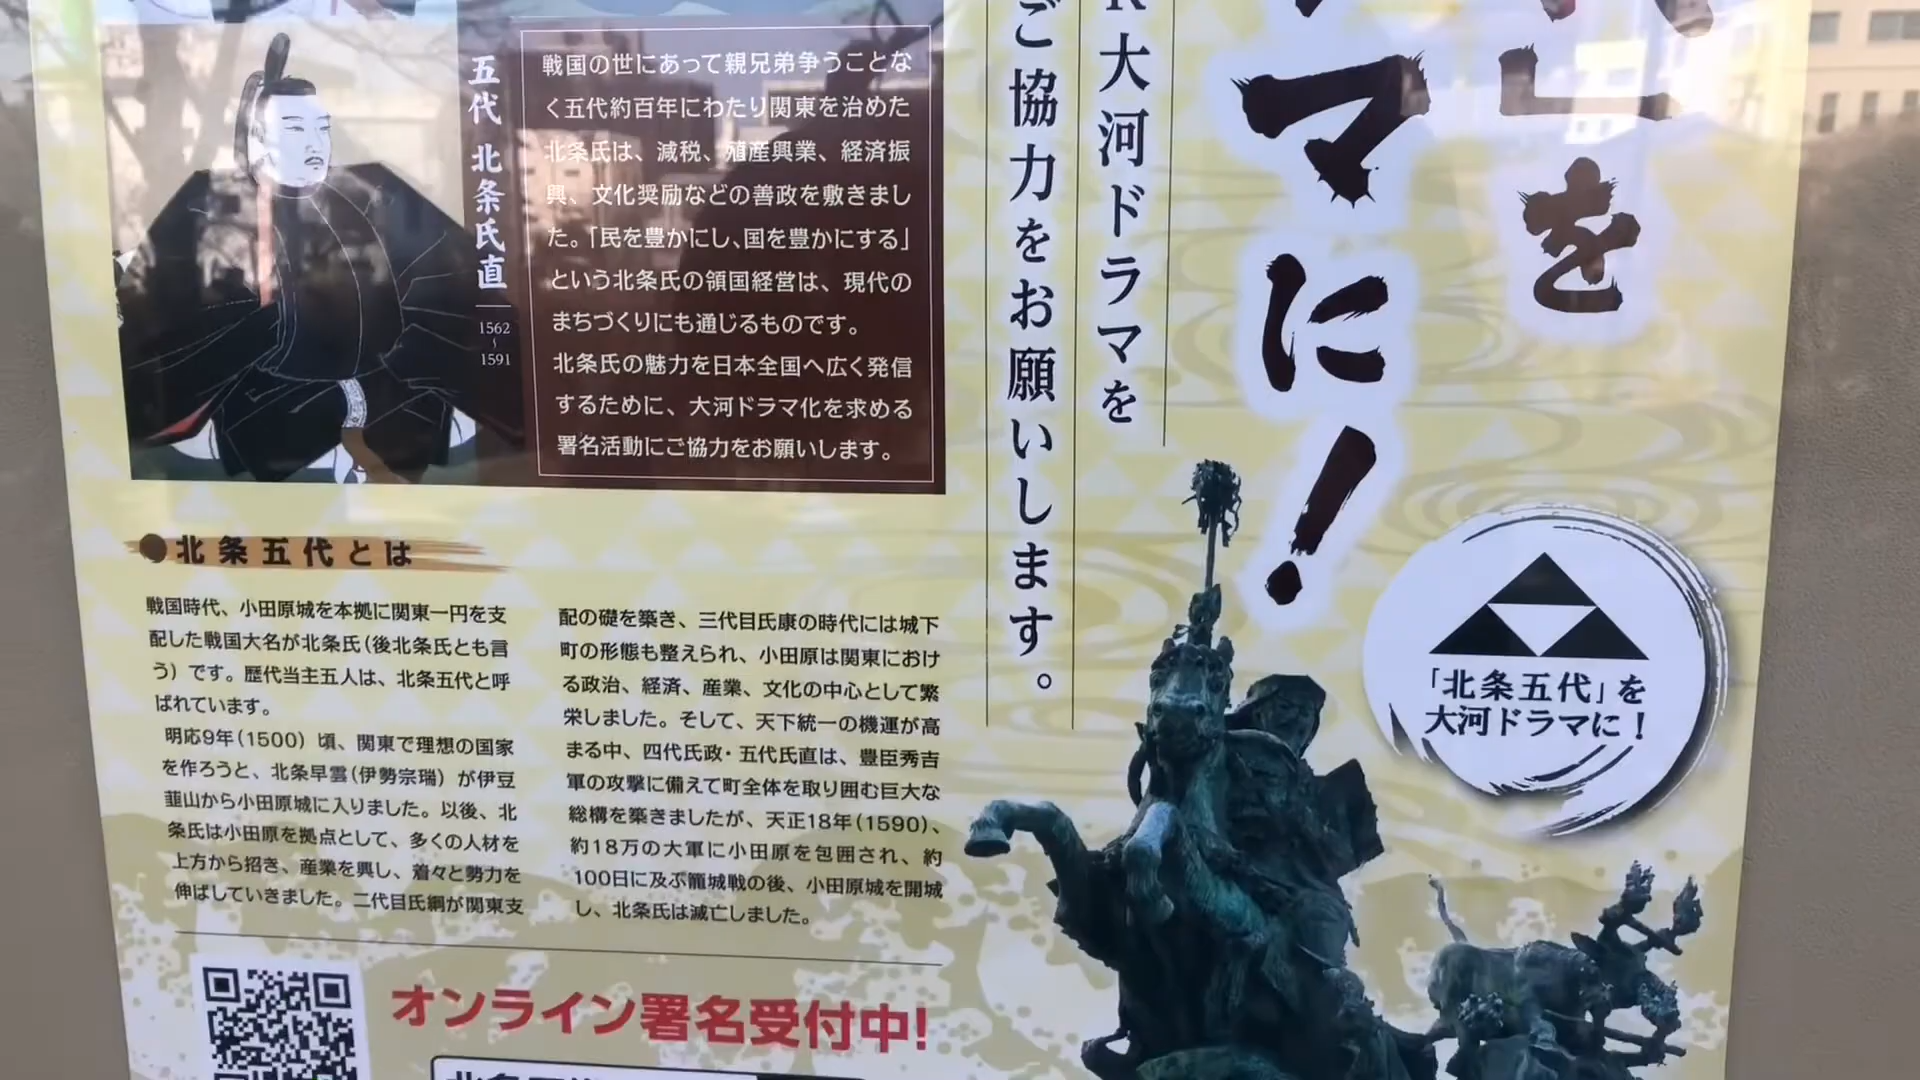 を
マに!
大河ドラマを
ご協力をお願いします。
五代 北条氏直
1562
〜
1591
戦国の世にあって親兄弟争うことな
く五代約百年にわたり関東を治めた
北条氏は、減税、殖産興業、経済振
興、文化奨励などの善政を敷きまし
た。「民を豊かにし、国を豊かにする」
という北条氏の領国経営は、現代の
まちづくりにも通じるものです。
北条氏の魅力を日本全国へ広く発信
するために、大河ドラマ化を求める
署名活動にご協力をお願いします。
●北条五代とは
戦国時代、小田原城を本拠に関東一円を支
配した戦国大名が北条氏(後北条氏とも言
う)です。歴代当主五人は、北条五代と呼
ばれています。
明応9年(1500)頃、関東で理想の国家
を作ろうと、北条早雲(伊勢宗瑞)が伊豆
韮山から小田原城に入りました。以後、北
条氏は小田原を拠点として、多くの人材を
上方から招き、産業を興し、着々と勢力を
伸ばしていきました。二代目氏綱が関東支
配の礎を築き、三代目氏康の時代には城下
町の形態も整えられ、小田原は関東におけ
る政治、経済、産業、文化の中心として繁
栄しました。そして、天下統一の機運が高
まる中、四代氏政・五代氏直は、豊臣秀吉
軍の攻撃に備えて町全体を取り囲む巨大な
総構を築きましたが、天正18年(1590)、
約18万の大軍に小田原を包囲され、約
100日に及ぶ籠城戦の後、小田原城を開城
し、北条氏は滅亡しました。
「北条五代」を
大河ドラマに!
オンライン署名受付中!